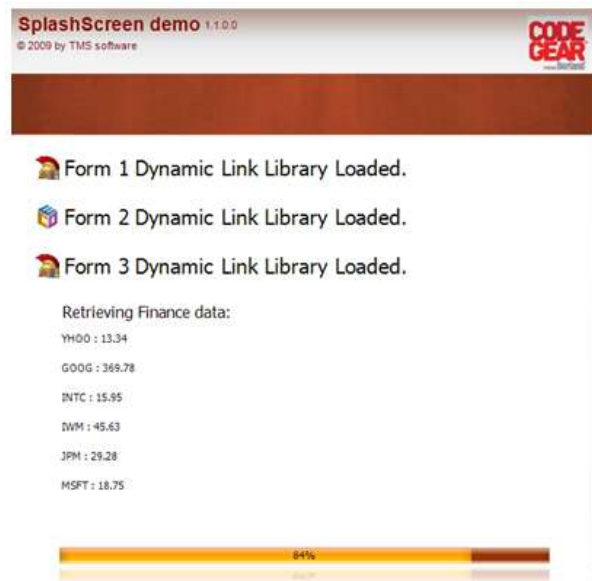 SplashScreen demo 1.1.0.0
© 2009 by TMS software
CODE
GEAR
Form 1 Dynamic Link Library Loaded.
Form 2 Dynamic Link Library Loaded.
Form 3 Dynamic Link Library Loaded.
Retrieving Finance data:
YHOO : 13.34
GOOG : 369.78
INTC : 15.95
IWM : 45.63
JPM : 29.28
MSFT : 18.75
84%